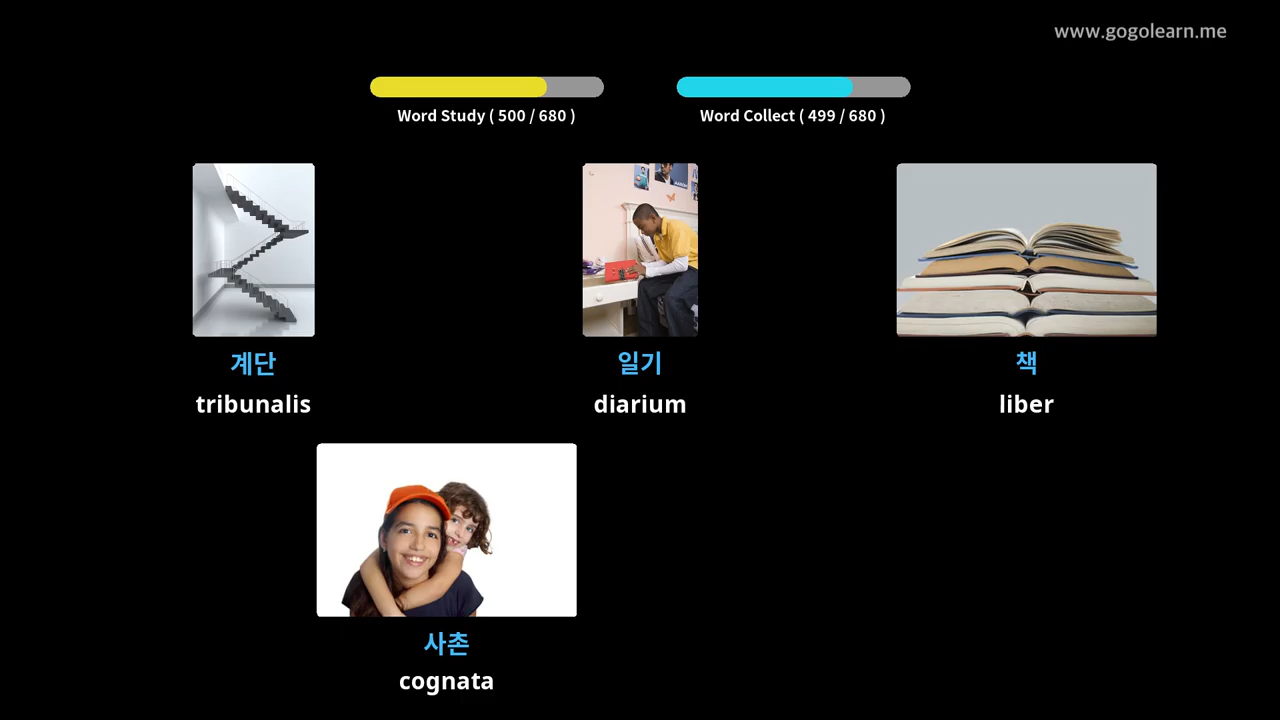 www.gogolearn.me
Word Study ( 500 / 680 )
Word Collect ( 499 / 680 )
계단
tribunalis
일기
diarium
책
liber
사촌
cognata